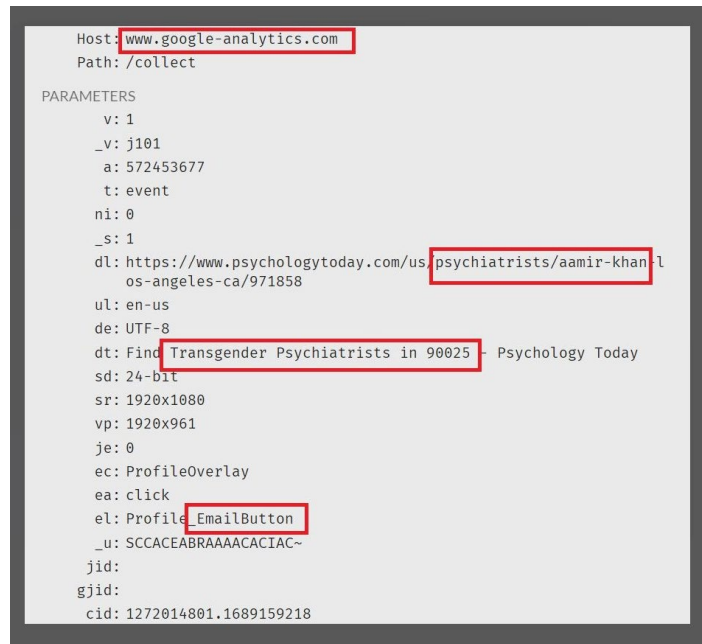 Host: www.google-analytics.com
Path: /collect
PARAMETERS
v: 1
_v: j101
a: 572453677
t: event
ni: 0
_s: 1
dl: https://www.psychologytoday.com/us/psychiatrists/aamir-khan-l
os-angeles-ca/971858
ul: en-us
de: UTF-8
dt: Find Transgender Psychiatrists in 90025 - Psychology Today
sd: 24-bit
sr: 1920x1080
vp: 1920x961
je: 0
ec: ProfileOverlay
ea: click
el: Profile_EmailButton
_u: SCCACEABRAAAACACIAC~
jid:
gjid:
cid: 1272014801.1689159218